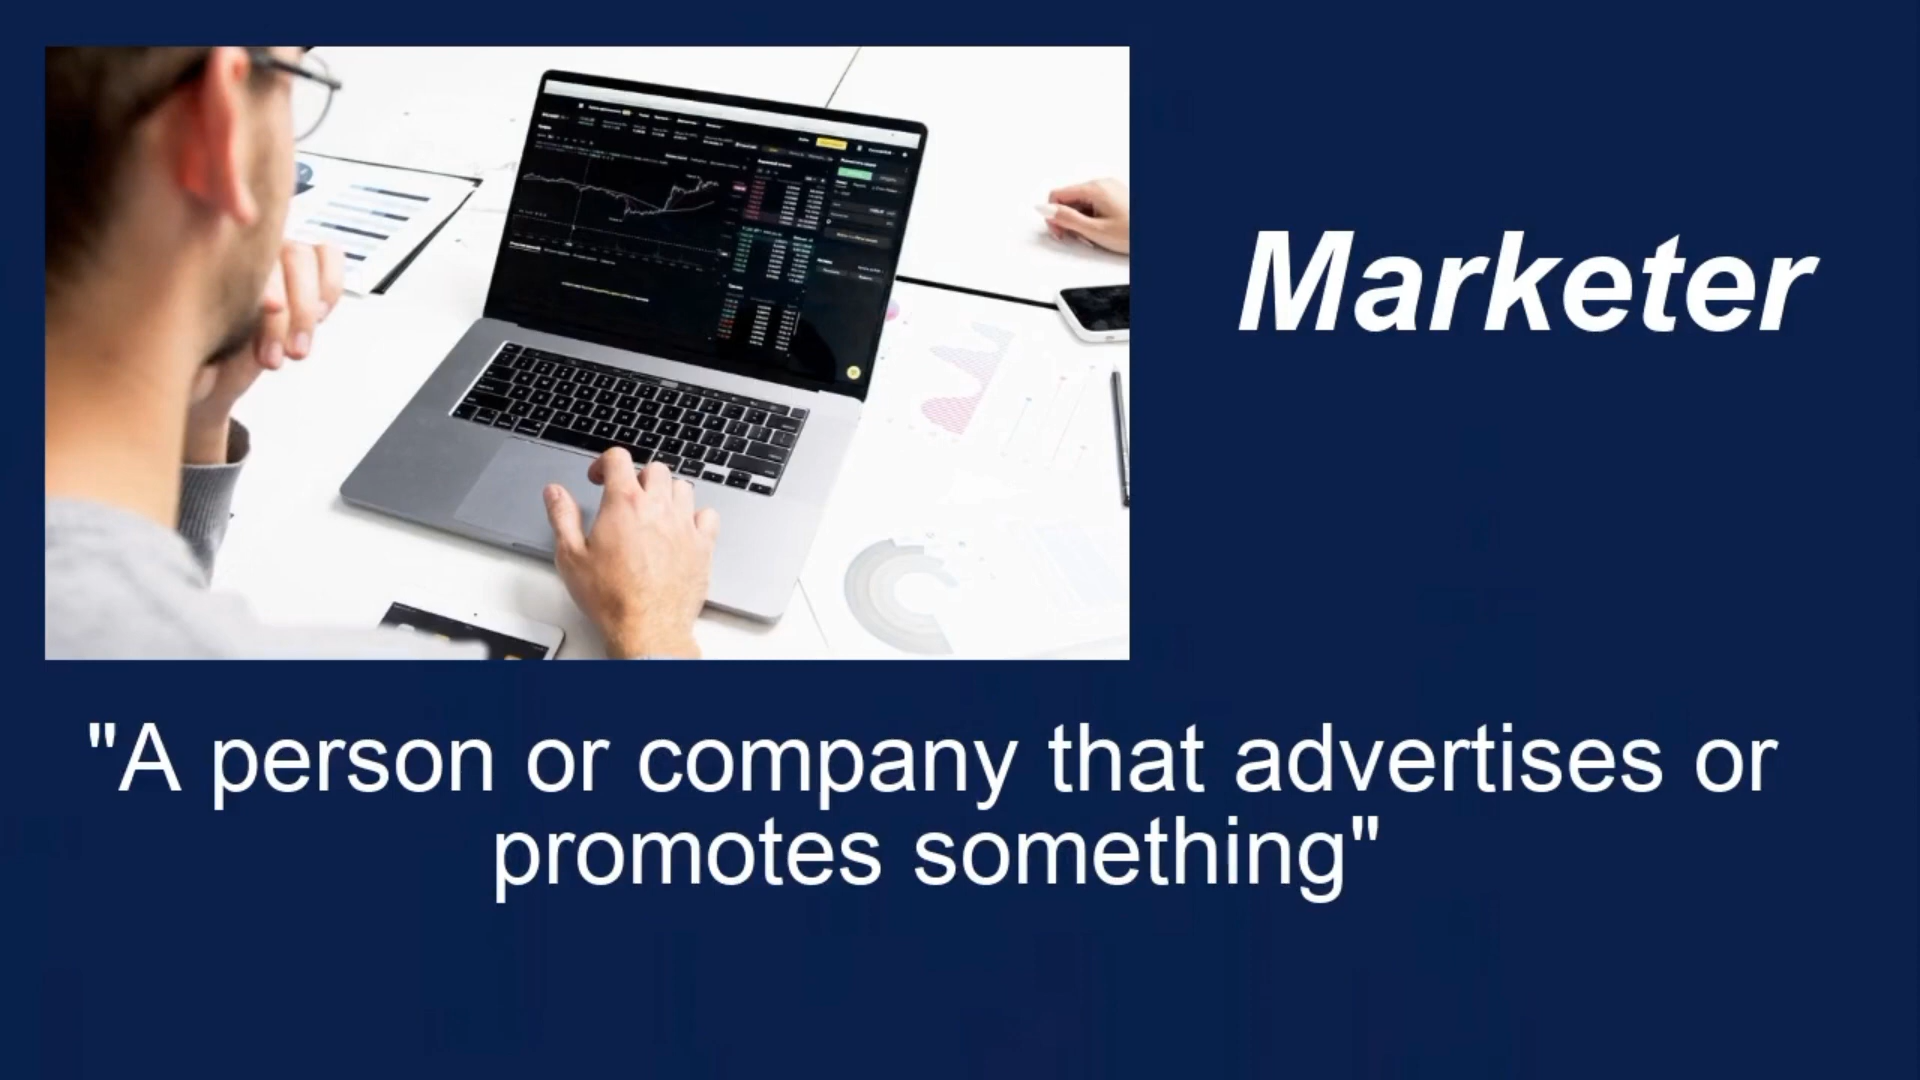 Marketer
"A person or company that advertises or
promotes something"